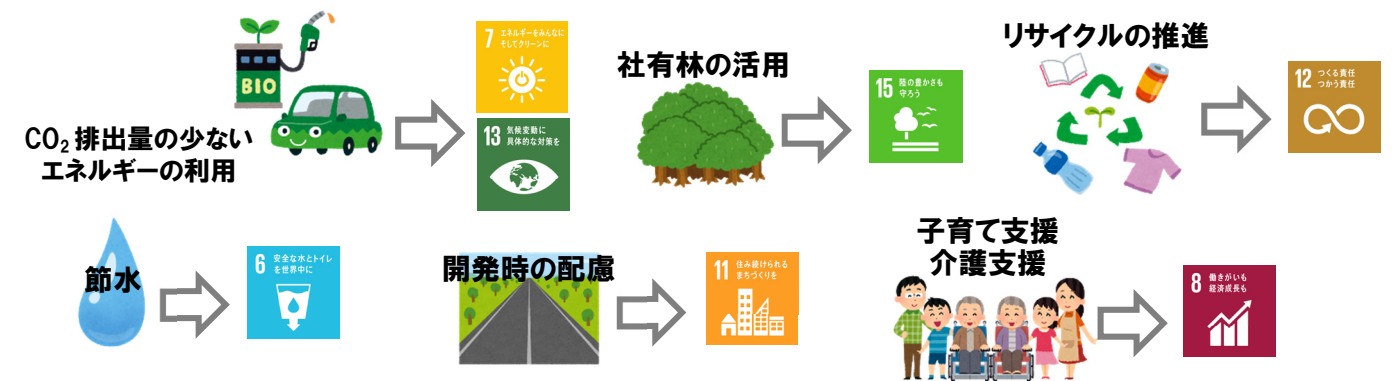 BIO
CO₂排出量の少ない
エネルギーの利用
7 エネルギーをみんなに
そしてクリーンに
13 気候変動に
具体的な対策を
社有林の活用
15 陸の豊かさも
守ろう
リサイクルの推進
12 つくる責任
つかう責任
節水
6 安全な水とトイレ
を世界中に
開発時の配慮
11 住み続けられる
まちづくりを
子育て支援
介護支援
8 働きがいも
経済成長も